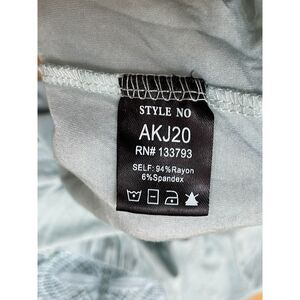 STYLE NO
AKJ20
RN# 133793
SELF: 94%Rayon
6%Spandex